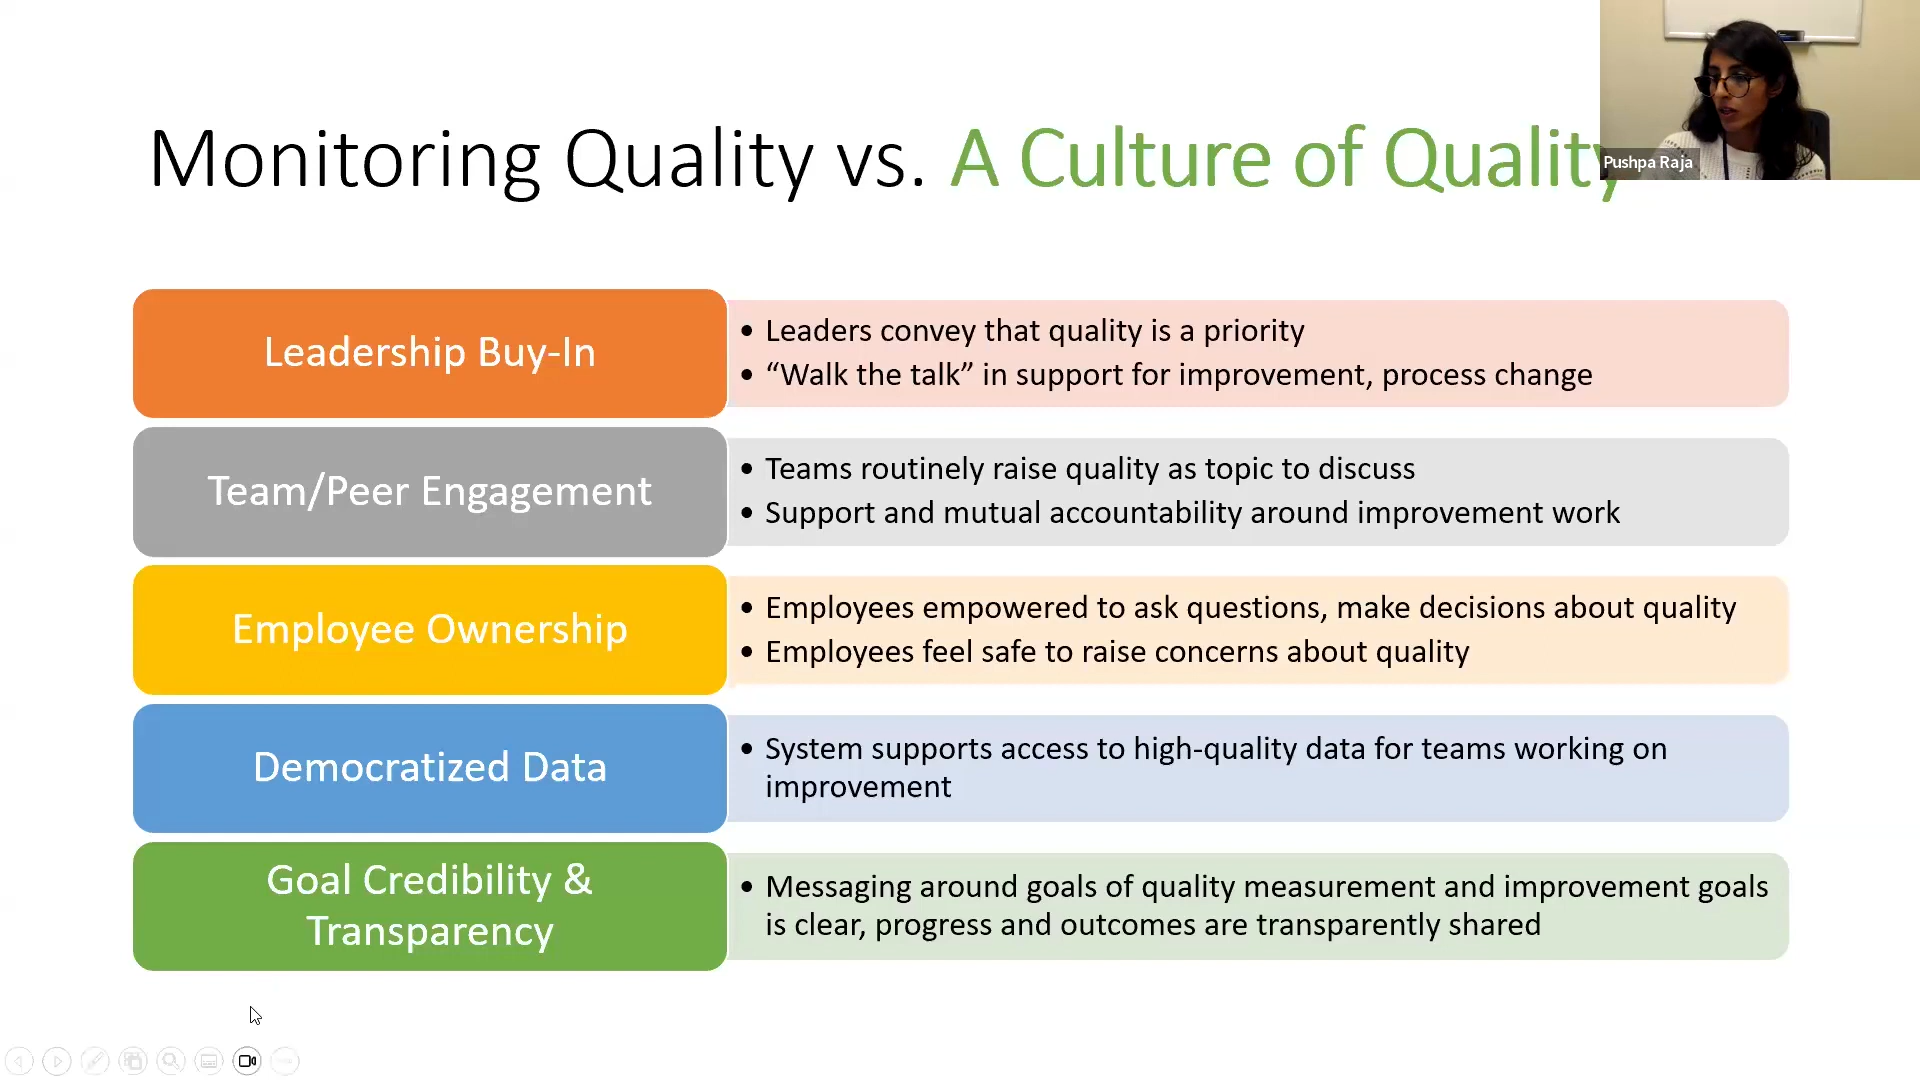 Monitoring Quality vs. A Culture of Quality
Pushpa Raja
Leadership Buy-In
• Leaders convey that quality is a priority
• “Walk the talk” in support for improvement, process change
Team/Peer Engagement
• Teams routinely raise quality as topic to discuss
• Support and mutual accountability around improvement work
Employee Ownership
• Employees empowered to ask questions, make decisions about quality
• Employees feel safe to raise concerns about quality
Democratized Data
• System supports access to high-quality data for teams working on
improvement
Goal Credibility &
Transparency
• Messaging around goals of quality measurement and improvement goals
is clear, progress and outcomes are transparently shared